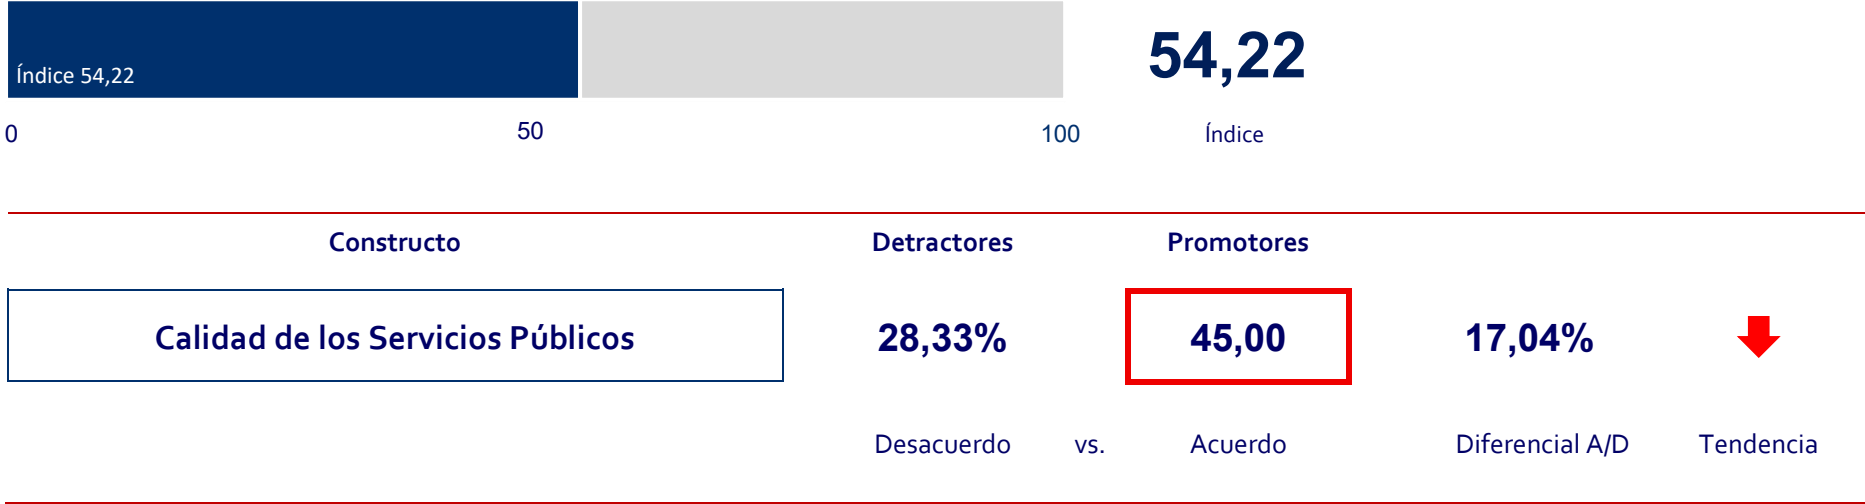 Índice 54,22
54,22
0 50 100 Índice
Constructo Detractores Promotores
Calidad de los Servicios Públicos 28,33% 45,00 17,04%
Desacuerdo vs. Acuerdo Diferencial A/D Tendencia